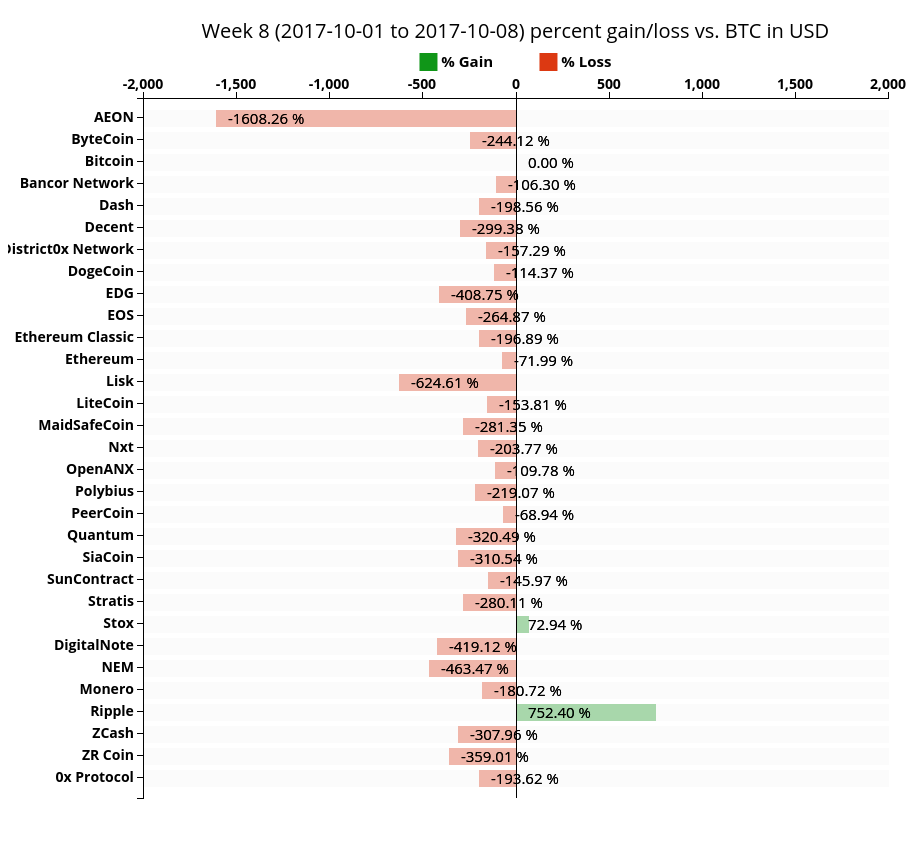 Week 8 (2017-10-01 to 2017-10-08) percent gain/loss vs. BTC in USD
% Gain % Loss
-2,000 -1,500 -1,000 -500 0 500 1,000 1,500 2,000
AEON -1608.26 %
ByteCoin -244.12 %
Bitcoin 0.00 %
Bancor Network -106.30 %
Dash -198.56 %
Decent -299.38 %
istrict0x Network -157.29 %
DogeCoin -114.37 %
EDG -408.75 %
EOS -264.87 %
Ethereum Classic -196.89 %
Ethereum -71.99 %
Lisk -624.61 %
LiteCoin -153.81 %
MaidSafeCoin -281.35 %
Nxt -203.77 %
OpenANX -109.78 %
Polybius -219.07 %
PeerCoin -68.94 %
Quantum -320.49 %
SiaCoin -310.54 %
SunContract -145.97 %
Stratis -280.11 %
Stox 72.94 %
DigitalNote -419.12 %
NEM -463.47 %
Monero -180.72 %
Ripple 752.40 %
ZCash -307.96 %
ZR Coin -359.01 %
0x Protocol -193.62 %